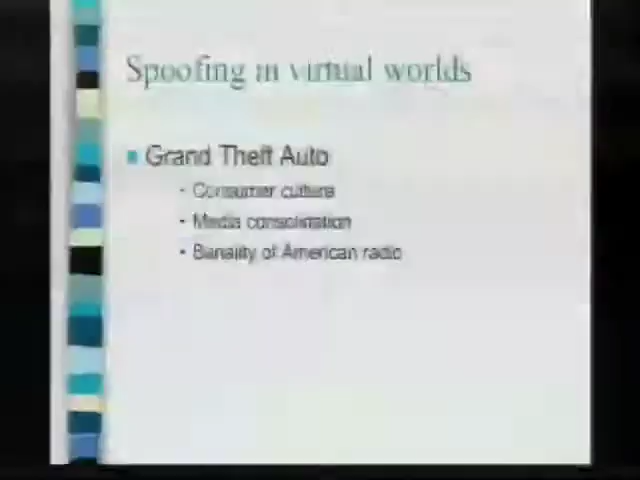 Spoofing in virtual worlds
Grand Theft Auto
Consumer culture
Media consolidation
Banality of American radio